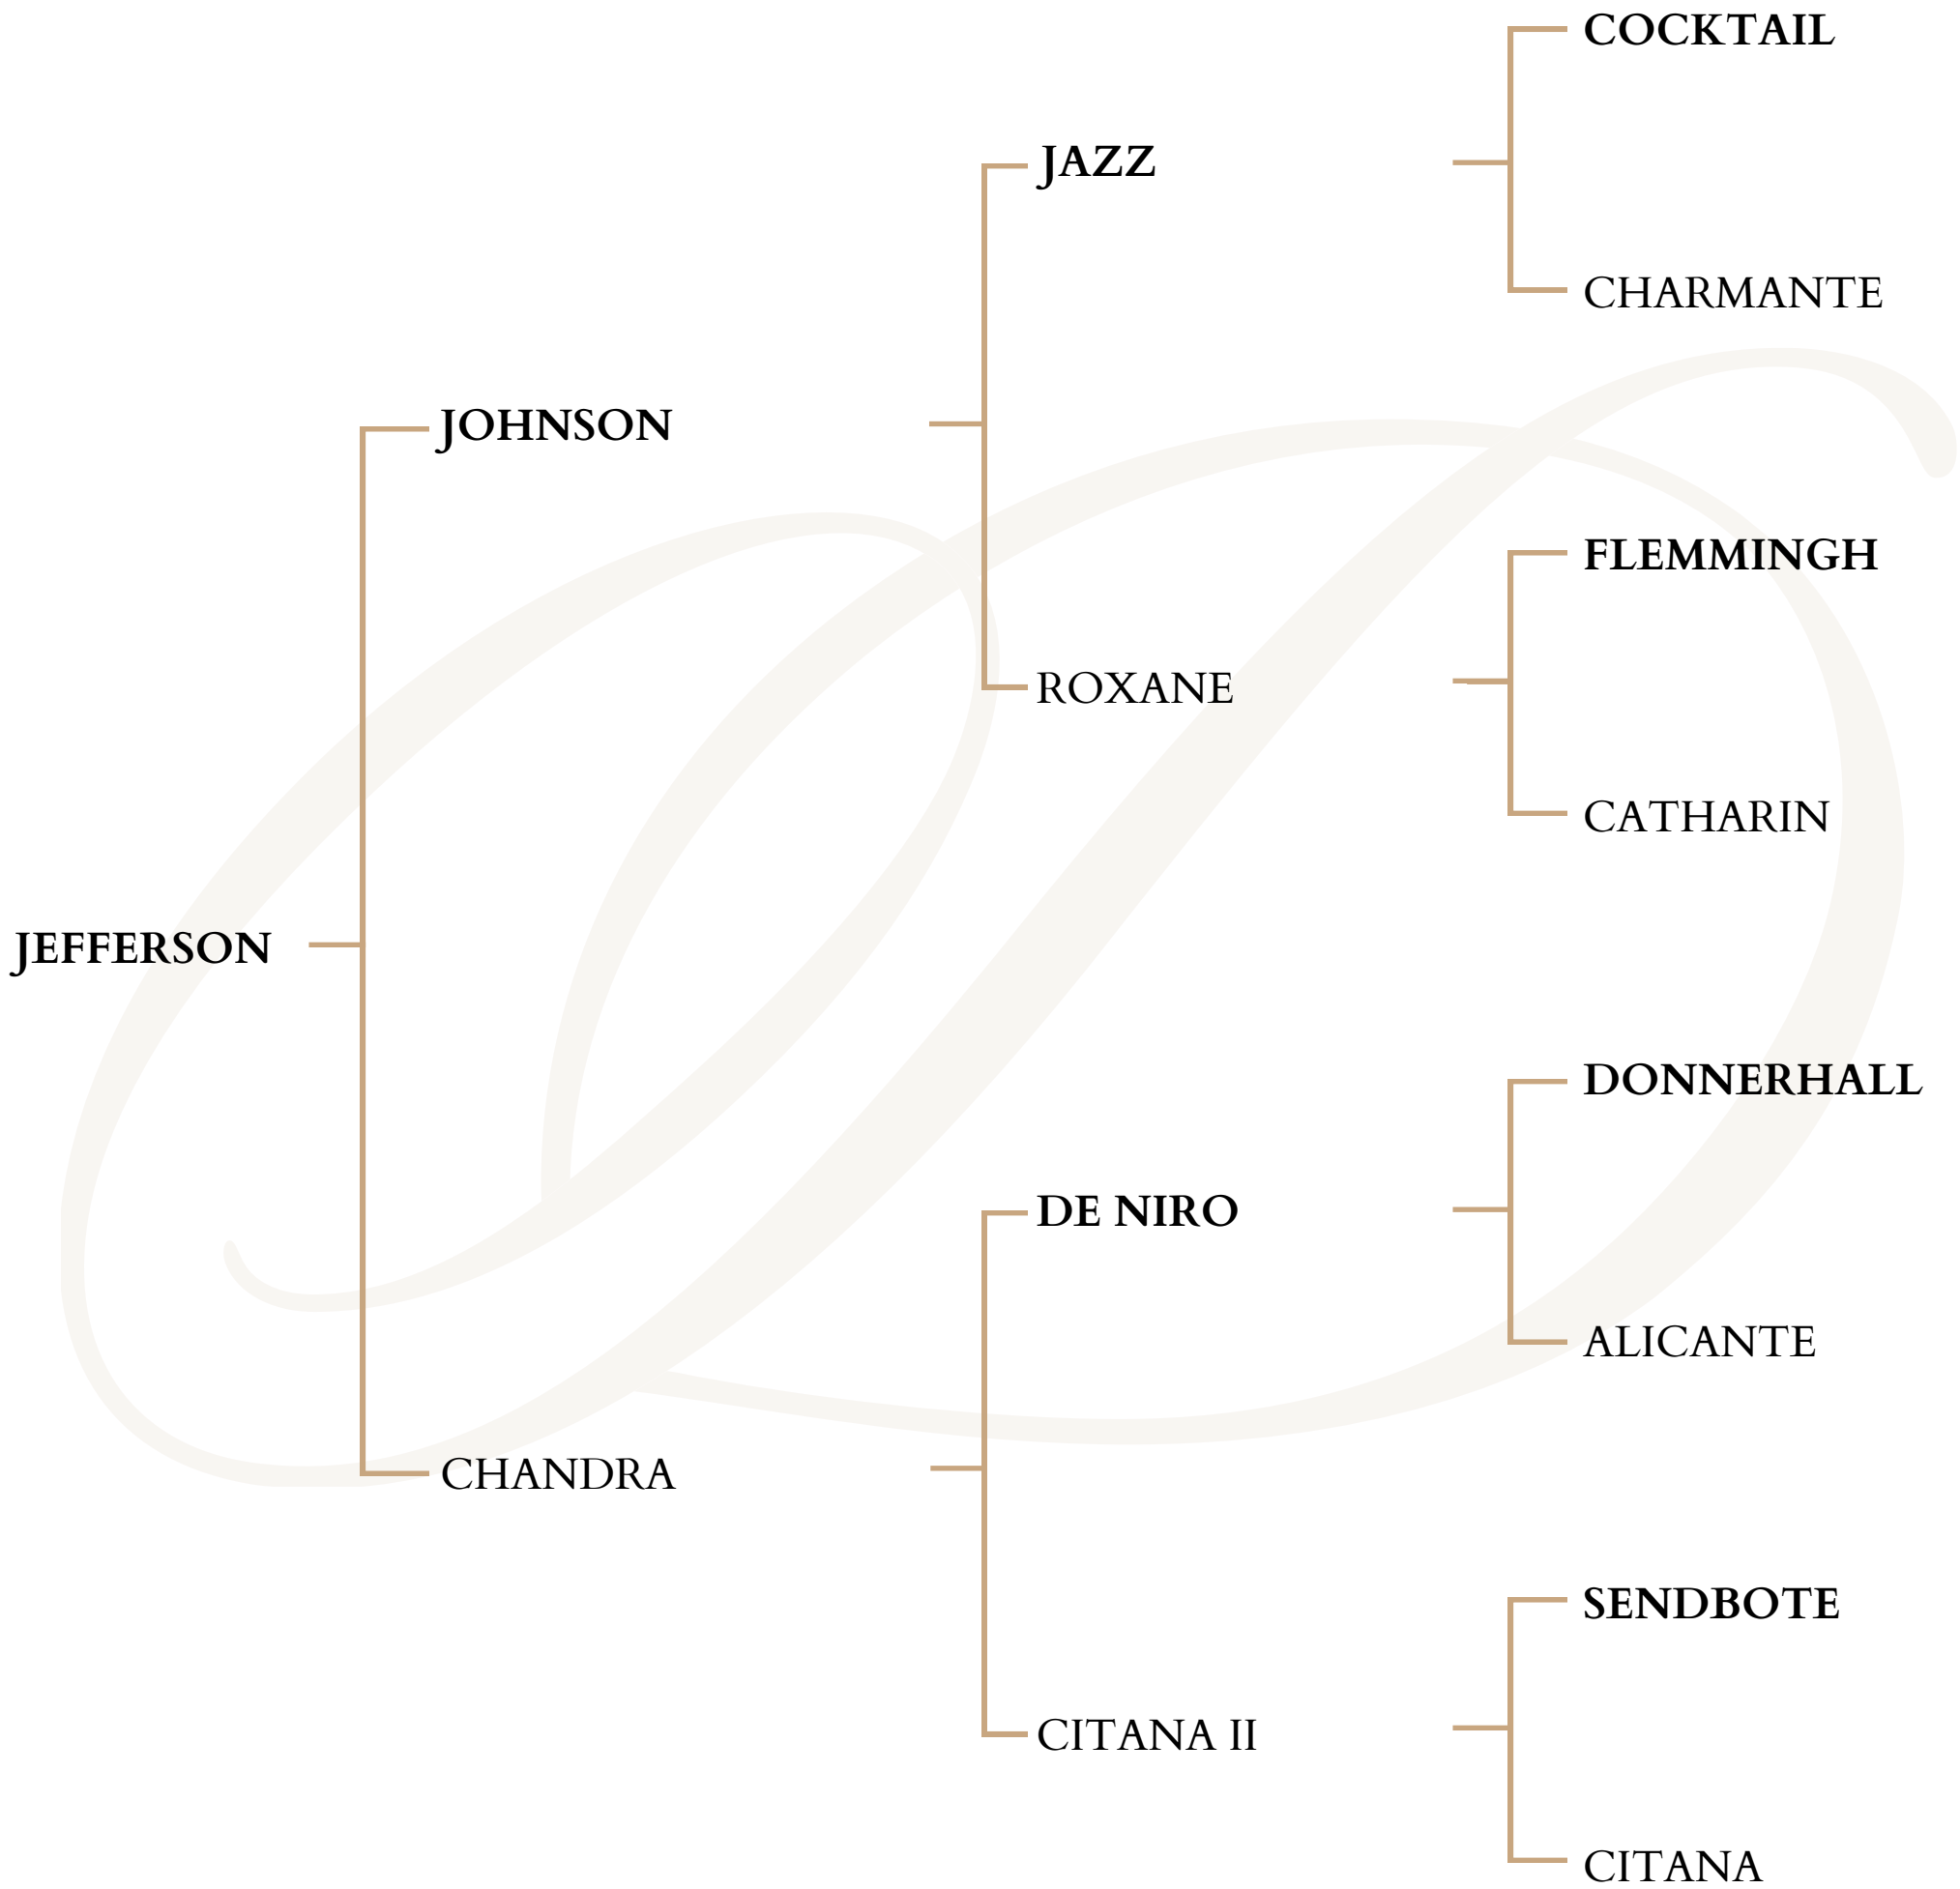 COCKTAIL
JAZZ
CHARMANTE
JOHNSON
FLEMMINGH
ROXANE
CATHARIN
JEFFERSON
DONNERHALL
DE NIRO
ALICANTE
CHANDRA
SENDBOTE
CITANA II
CITANA